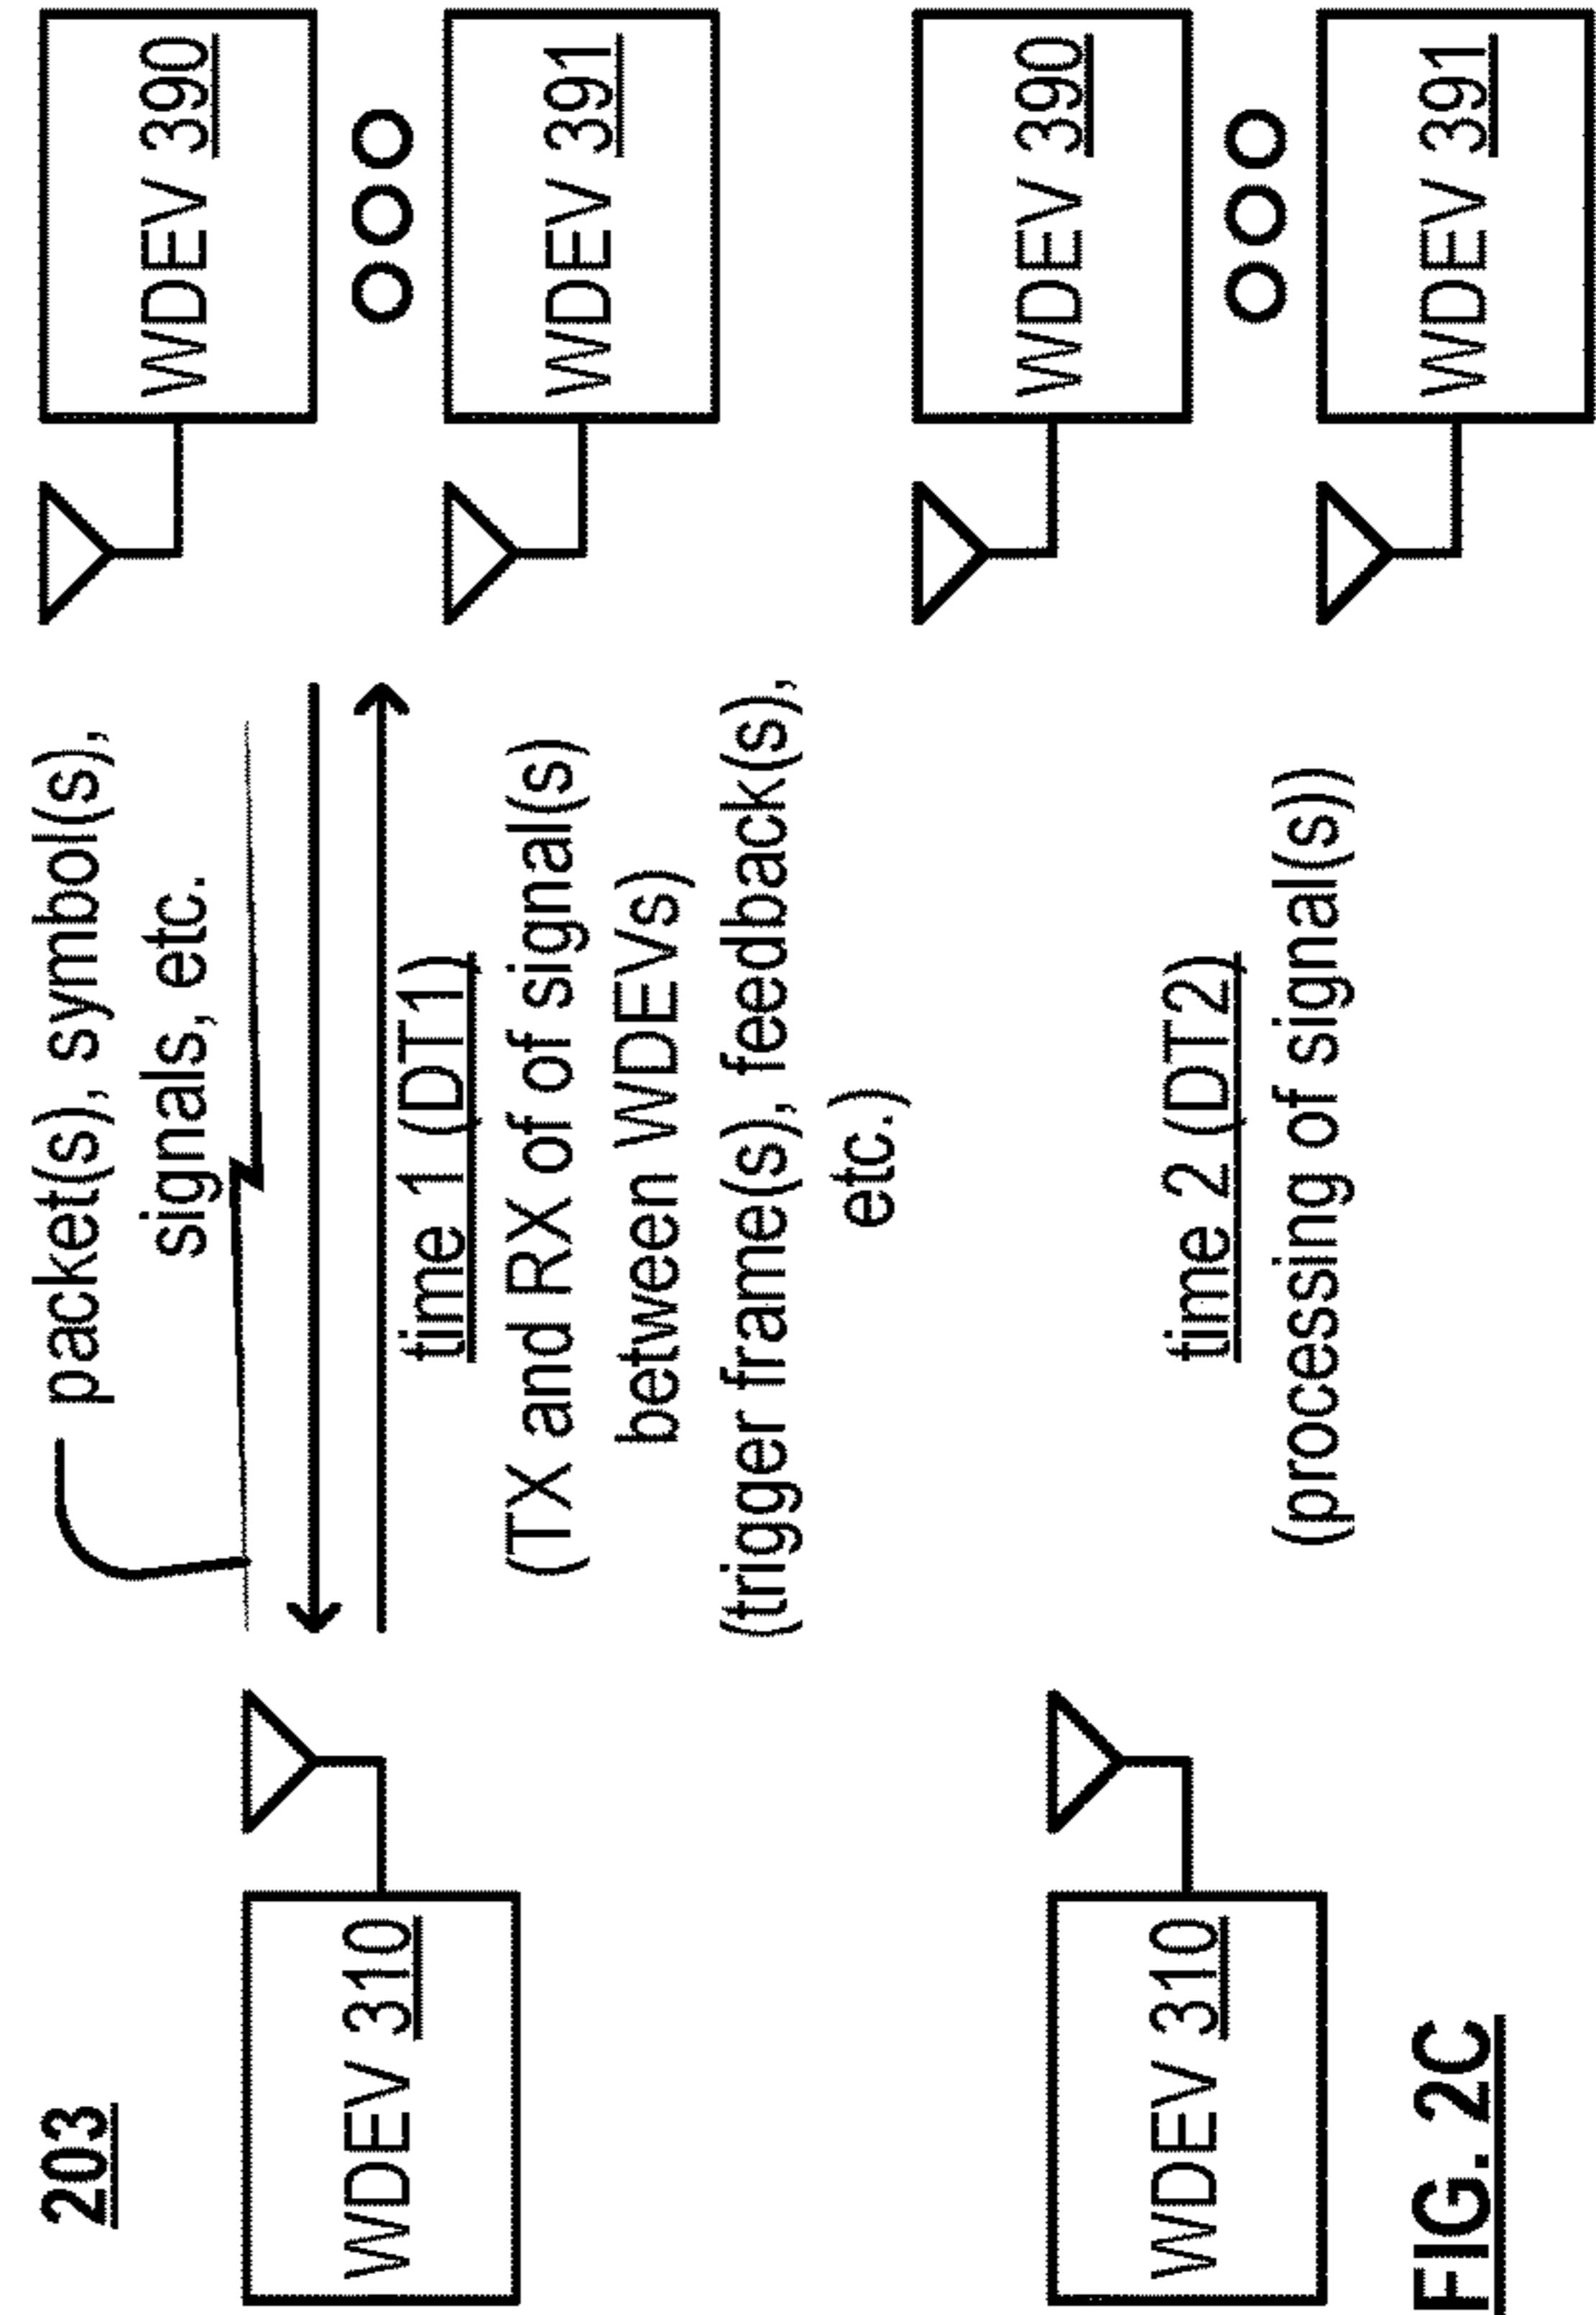 203
packet(s), symbol(s),
signals, etc.
WDEV 310
WDEV 390
WDEV 391
time 1 (DT1)
(TX and RX of of signal(s)
between WDEVs)
(trigger frame(s), feedback(s),
etc.)
WDEV 310
time 2 (DT2)
(processing of signal(s))
WDEV 390
WDEV 391
FIG. 2C